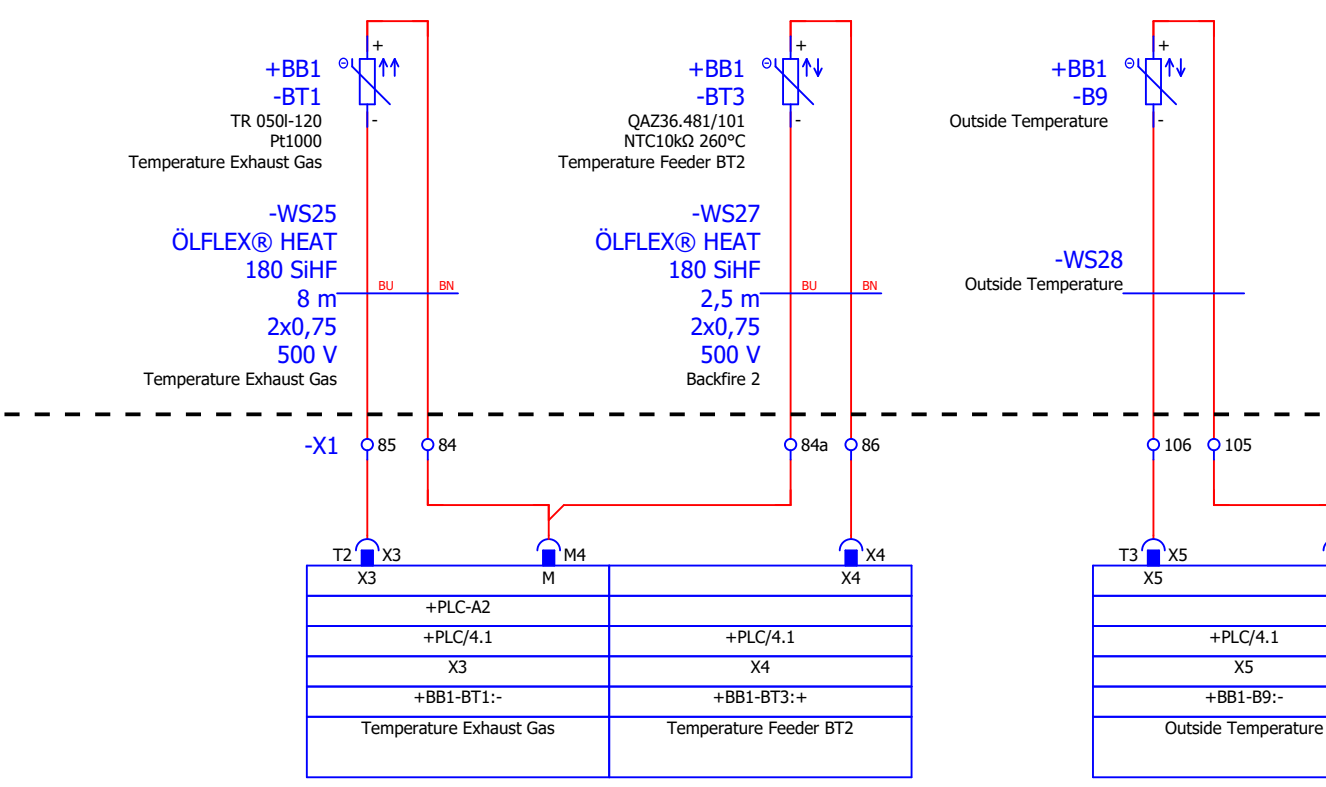 +
+BB1
-BT1
TR 050l-120
Pt1000
Temperature Exhaust Gas
-
+
+BB1
-BT3
QAZ36.481/101
NTC10kΩ 260°C
Temperature Feeder BT2
-
+
+BB1
-B9
Outside Temperature
-
-WS25
ÖLFLEX® HEAT
180 SiHF
8 m
2x0,75
500 V
Temperature Exhaust Gas
BU BN
-WS27
ÖLFLEX® HEAT
180 SiHF
2,5 m
2x0,75
500 V
Backfire 2
BU BN
-WS28
Outside Temperature
-X1 85 84 84a 86 106 105
T2 X3 M4 X4 T3 X5
X3 M X4 X5
+PLC-A2
+PLC/4.1 +PLC/4.1 +PLC/4.1
X3 X4 X5
+BB1-BT1:- +BB1-BT3:+ +BB1-B9:-
Temperature Exhaust Gas Temperature Feeder BT2 Outside Temperature